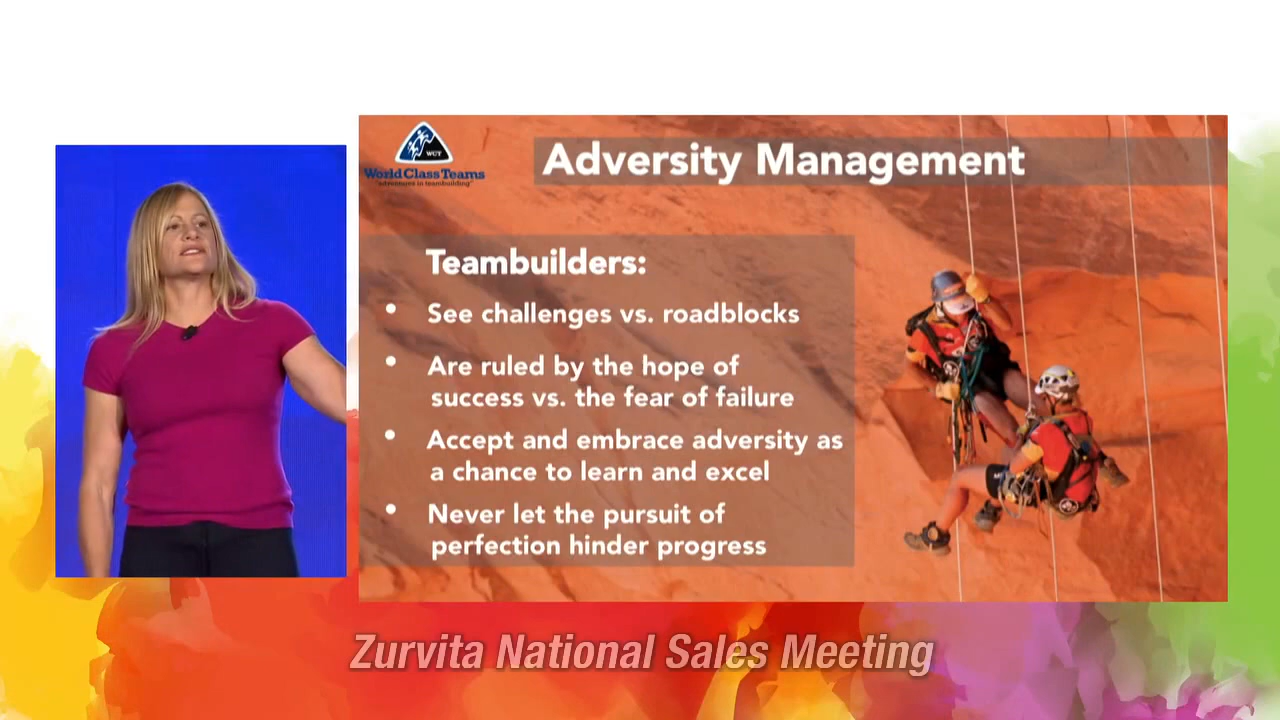 WCT
World Class Teams
"adventures in teambuilding"
Adversity Management
Teambuilders:
• See challenges vs. roadblocks
• Are ruled by the hope of
success vs. the fear of failure
• Accept and embrace adversity as
a chance to learn and excel
• Never let the pursuit of
perfection hinder progress
Zurvita National Sales Meeting